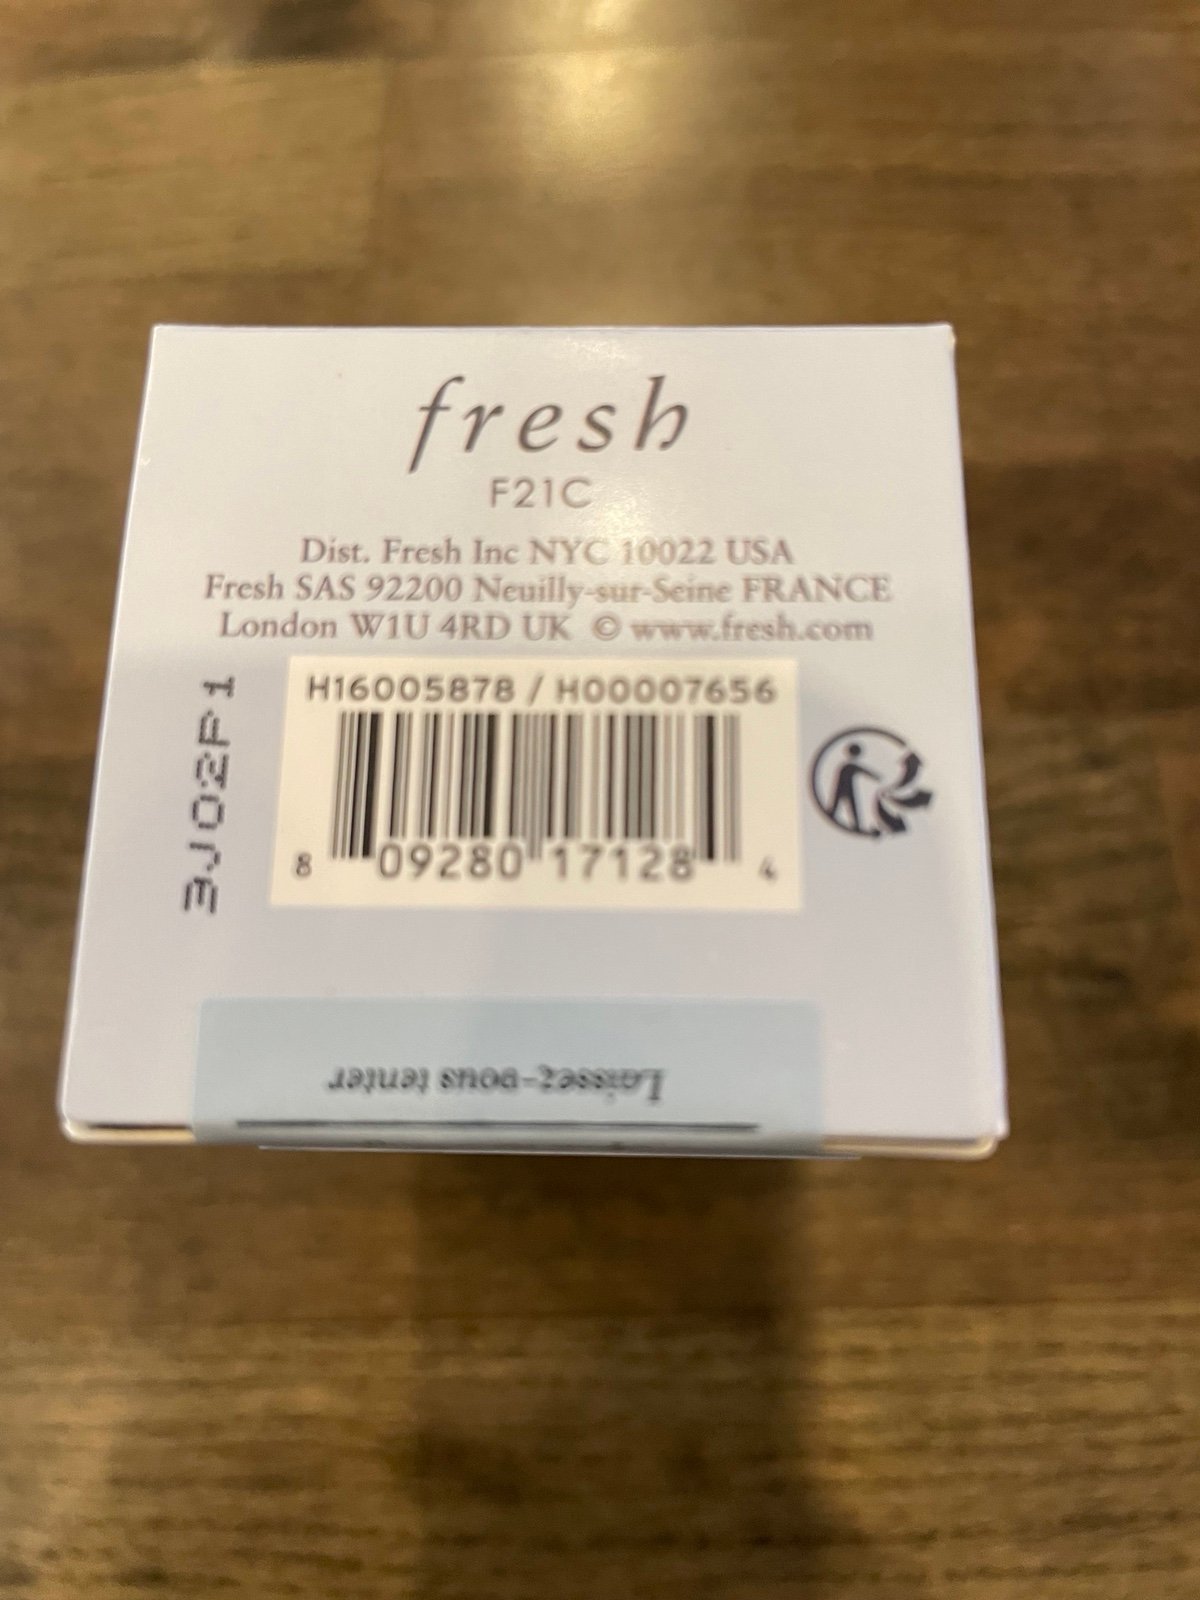 fresh
F21C
Dist. Fresh Inc NYC 10022 USA
Fresh SAS 92200 Neuilly-sur-Seine FRANCE
London W1U 4RD UK © www.fresh.com
3J02P1
H16005878 / H00007656
8 09280 17128 4
Laissez-vous tenter